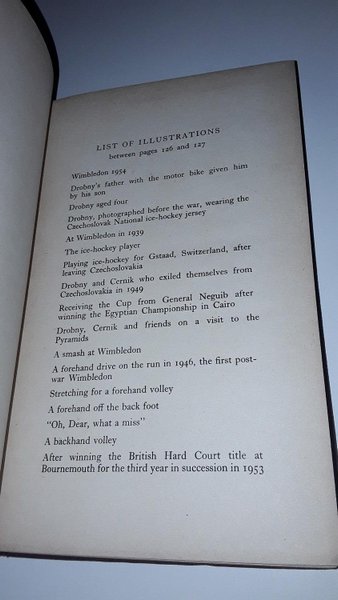 LIST OF ILLUSTRATIONS
between pages 126 and 127
Wimbledon 1954
Drobny's father with the motor bike given him
by his son
Drobny aged four
Drobny, photographed before the war, wearing the
Czechoslovak National ice-hockey jersey
At Wimbledon in 1939
The ice-hockey player
Playing ice-hockey for Gstaad, Switzerland, after
leaving Czechoslovakia
Drobny and Cernik who exiled themselves from
Czechoslovakia in 1949
Receiving the Cup from General Neguib after
winning the Egyptian Championship in Cairo
Drobny, Cernik and friends on a visit to the
Pyramids
A smash at Wimbledon
A forehand drive on the run in 1946, the first post-
war Wimbledon
Stretching for a forehand volley
A forehand off the back foot
"Oh, Dear, what a miss"
A backhand volley
After winning the British Hard Court title at
Bournemouth for the third year in succession in 1953